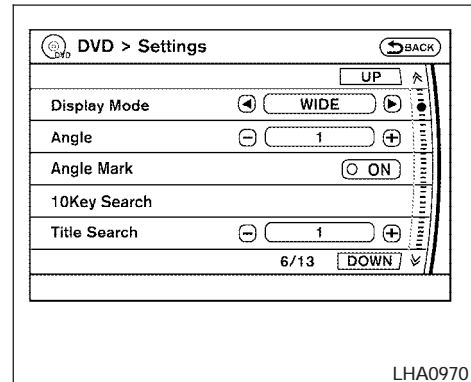 DVD DVD > Settings BACK
UP
Display Mode WIDE
Angle 1
Angle Mark ON
10Key Search
Title Search 1
6/13 DOWN
LHA0970